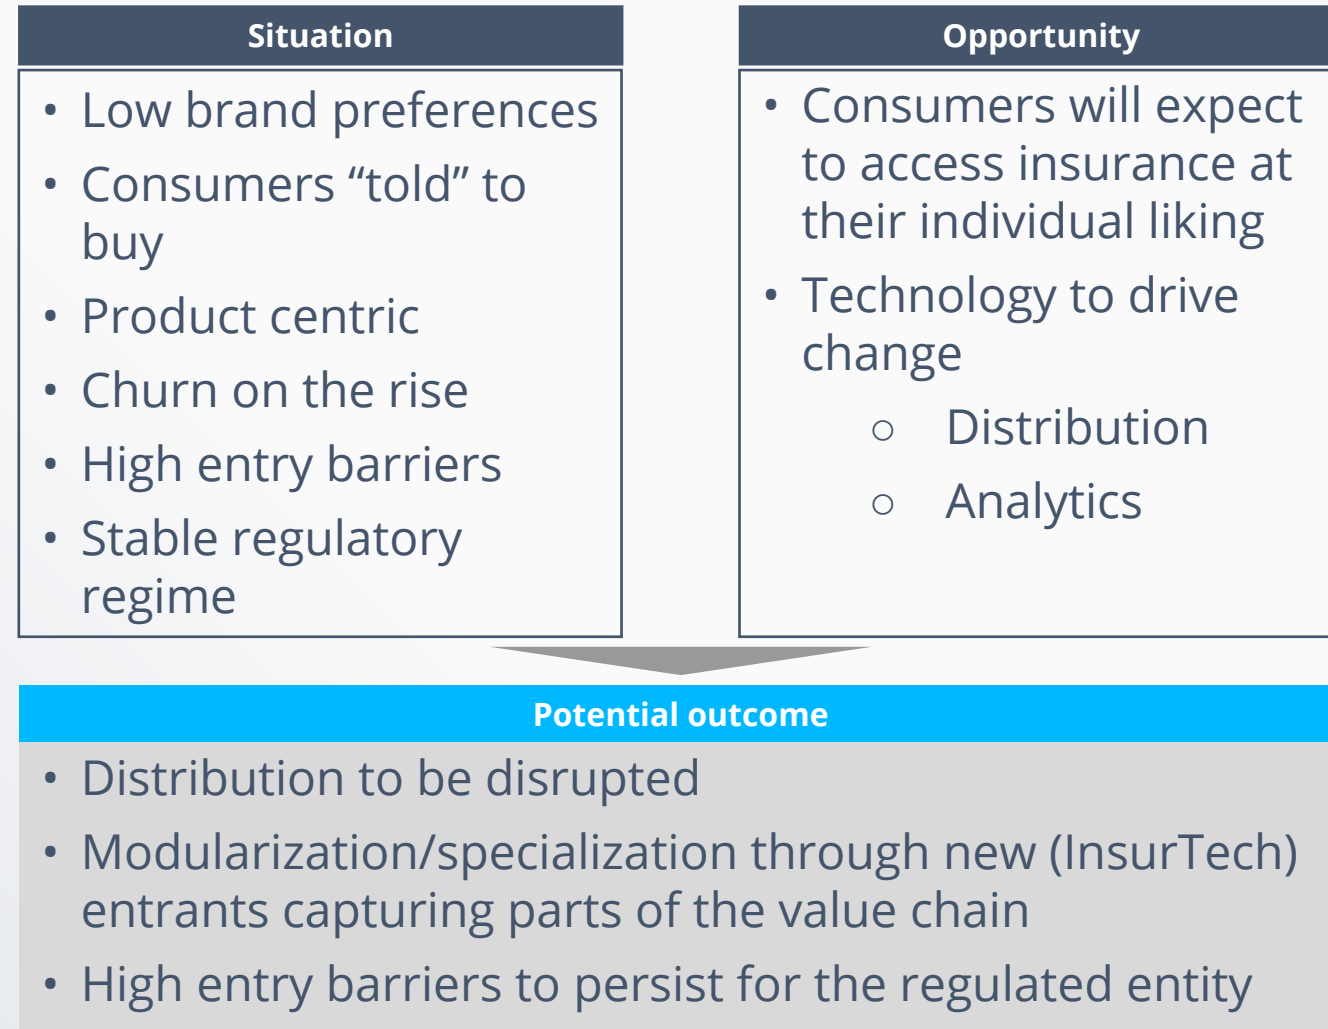 Situation
• Low brand preferences
• Consumers “told” to
buy
• Product centric
• Churn on the rise
• High entry barriers
• Stable regulatory
regime
Opportunity
• Consumers will expect
to access insurance at
their individual liking
• Technology to drive
change
○ Distribution
○ Analytics
Potential outcome
• Distribution to be disrupted
• Modularization/specialization through new (InsurTech)
entrants capturing parts of the value chain
• High entry barriers to persist for the regulated entity